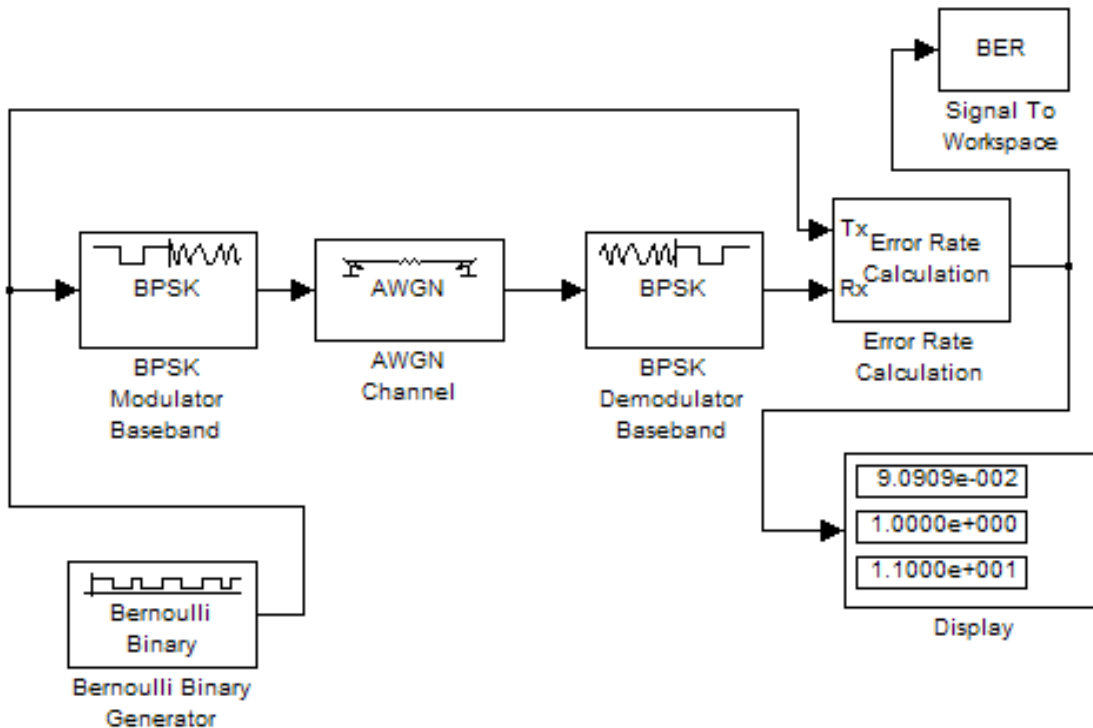 BER
Signal To
Workspace
Tx
Rx
Error Rate
Calculation
Error Rate
Calculation
BPSK
BPSK
Modulator
Baseband
AWGN
AWGN
Channel
BPSK
BPSK
Demodulator
Baseband
9.0909e-002
1.0000e+000
1.1000e+001
Display
Bernoulli
Binary
Bernoulli Binary
Generator